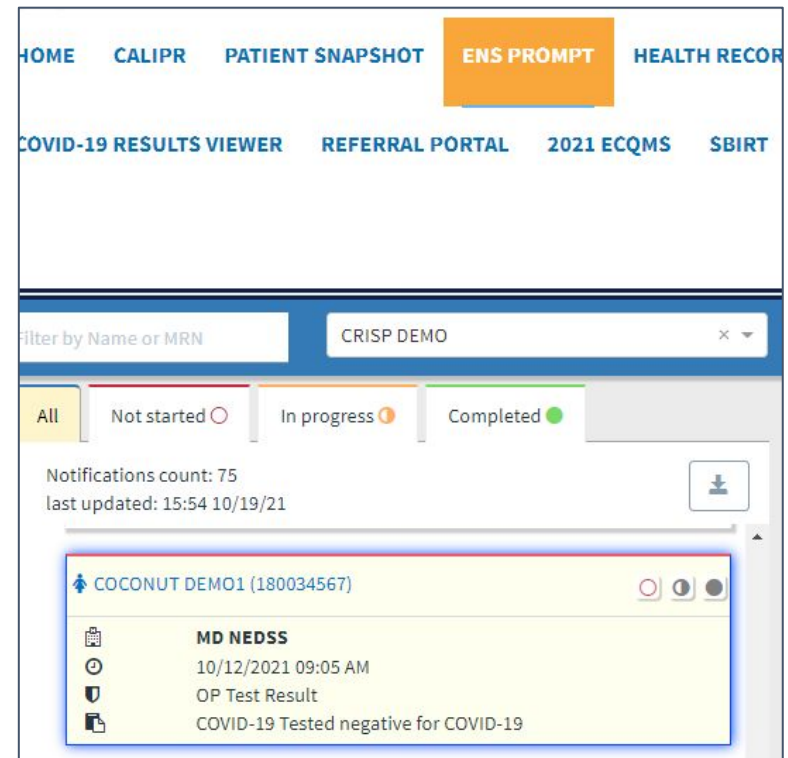 HOME CALIPR PATIENT SNAPSHOT ENS PROMPT HEALTH RECOR
COVID-19 RESULTS VIEWER REFERRAL PORTAL 2021 ECQMS SBIRT
Filter by Name or MRN CRISP DEMO
All Not started In progress Completed
Notifications count: 75
last updated: 15:54 10/19/21
COCONUT DEMO1 (180034567)
MD NEDSS
10/12/2021 09:05 AM
OP Test Result
COVID-19 Tested negative for COVID-19